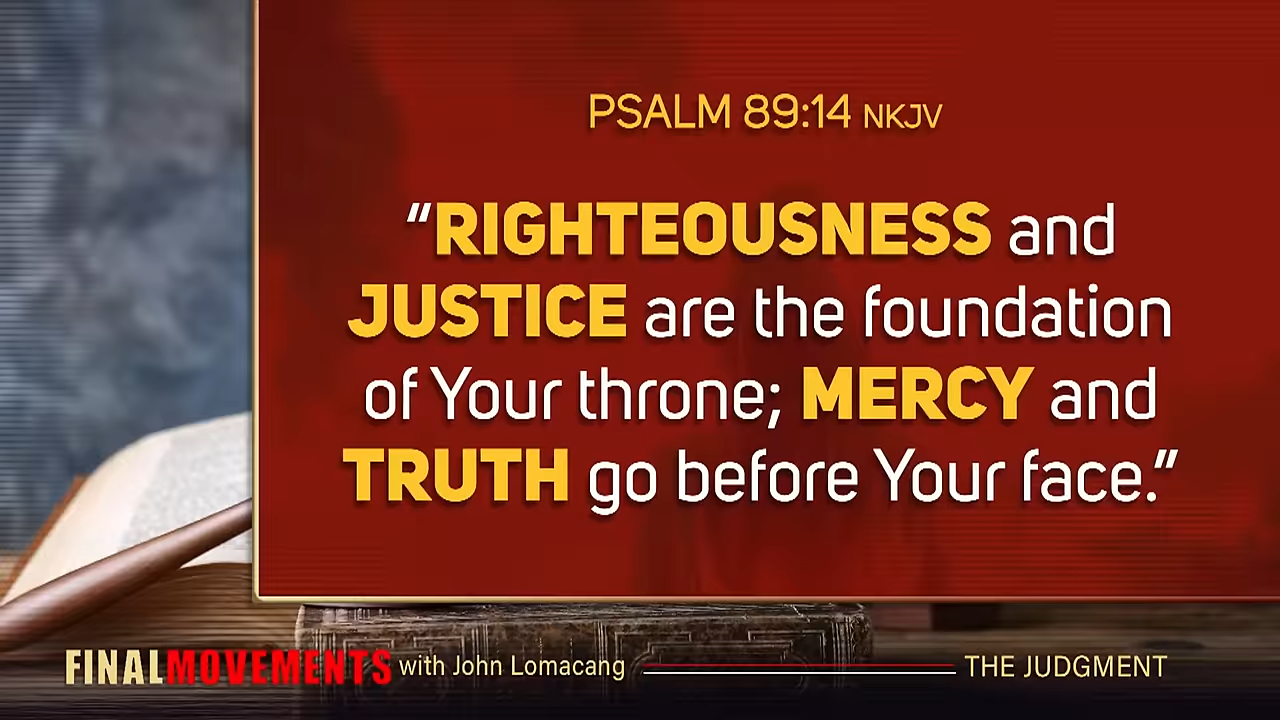 PSALM 89:14 NKJV
“RIGHTEOUSNESS and
JUSTICE are the foundation
of Your throne; MERCY and
TRUTH go before Your face.”
FINALMOVEMENTS with John Lomacang THE JUDGMENT